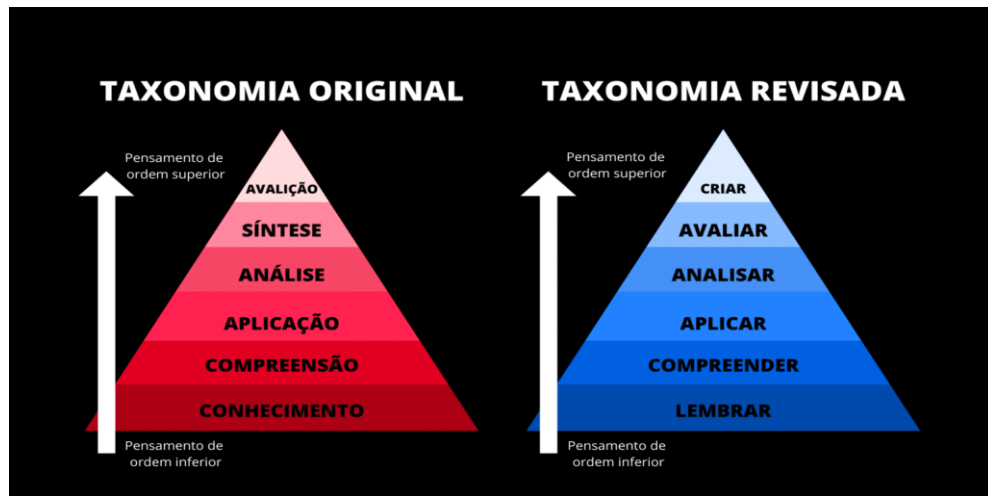 TAXONOMIA ORIGINAL
Pensamento de
ordem superior
AVALIÇÃO
SÍNTESE
ANÁLISE
APLICAÇÃO
COMPREENSÃO
CONHECIMENTO
Pensamento de
ordem inferior
TAXONOMIA REVISADA
Pensamento de
ordem superior
CRIAR
AVALIAR
ANALISAR
APLICAR
COMPREENDER
LEMBRAR
Pensamento de
ordem inferior